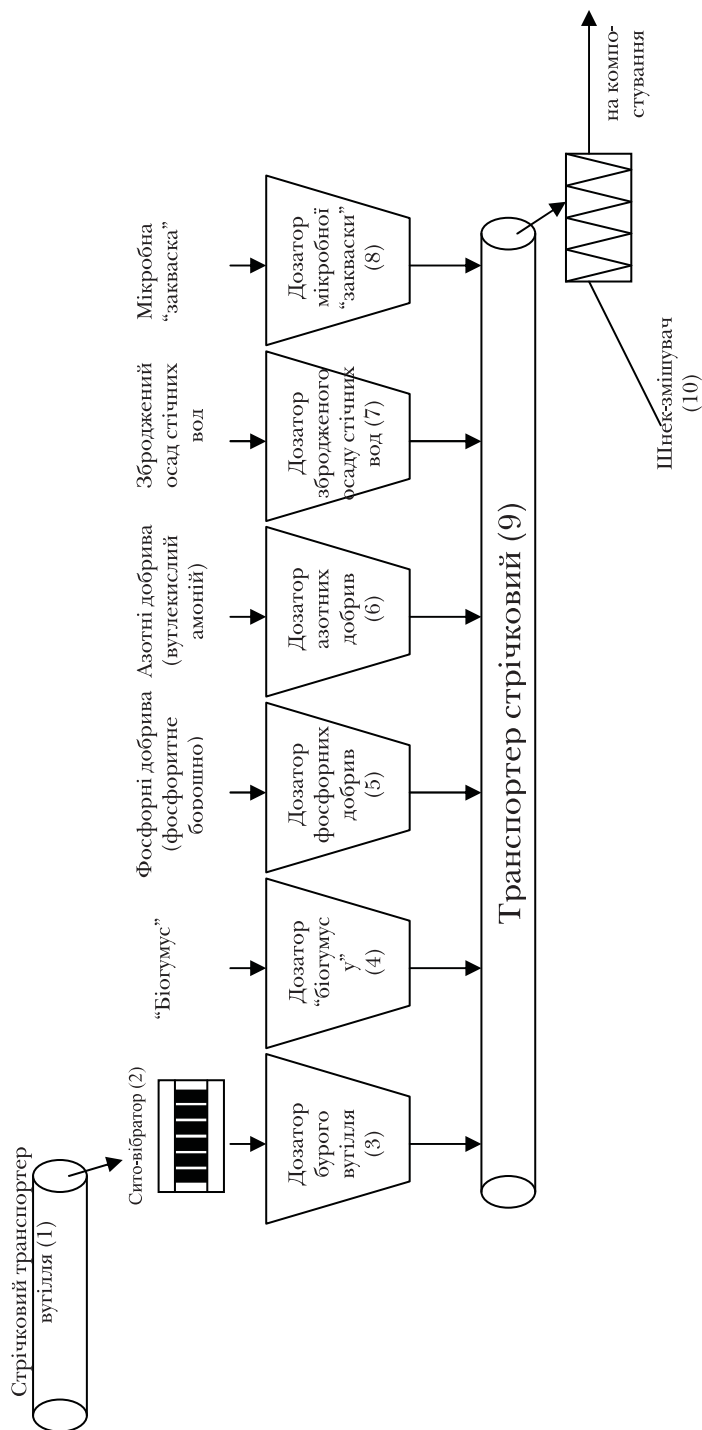 Стрічковий транспортер
вугілля (1)
Сито-вібратор (2)
“Біогумус”
Фосфорні добрива
(фосфоритне
борошно)
Азотні добрива
(вуглекислий
амоній)
Зброджений
осад стічних
вод
Мікробна
“закваска”
Дозатор
бурого
вугілля
(3)
Дозатор
“біогумус
у”
(4)
Дозатор
фосфорних
добрив
(5)
Дозатор
азотних
добрив
(6)
Дозатор
збродженого
осаду стічних
вод (7)
Дозатор
мікробної
“закваски”
(8)
Транспортер стрічковий (9)
Шнек-змішувач
(10)
на компо-
стування